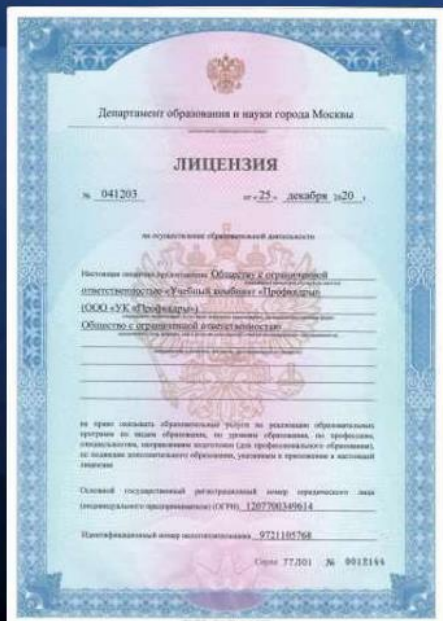 Департамент образования и науки города Москвы
ЛИЦЕНЗИЯ
№ 041203 от « 25 » декабря 2020 г
на осуществление образовательной деятельности
Настоящая лицензия предоставлена Обществу с ограниченной
ответственностью «Учебный комбинат «Профкадры»
(ООО «УК «Профкадры»)
Общество с ограниченной ответственностью
на право оказывать образовательные услуги по реализации образовательных
программ по видам образования, по уровням образования, по профессиям,
специальностям, направлениям подготовки (для профессионального образования),
по подвидам дополнительного образования, указанным в приложении к настоящей
лицензии
Основной государственный регистрационный номер юридического лица
(индивидуального предпринимателя) (ОГРН) 1207700349614
Идентификационный номер налогоплательщика 9721105768
Серия 77Л01 №